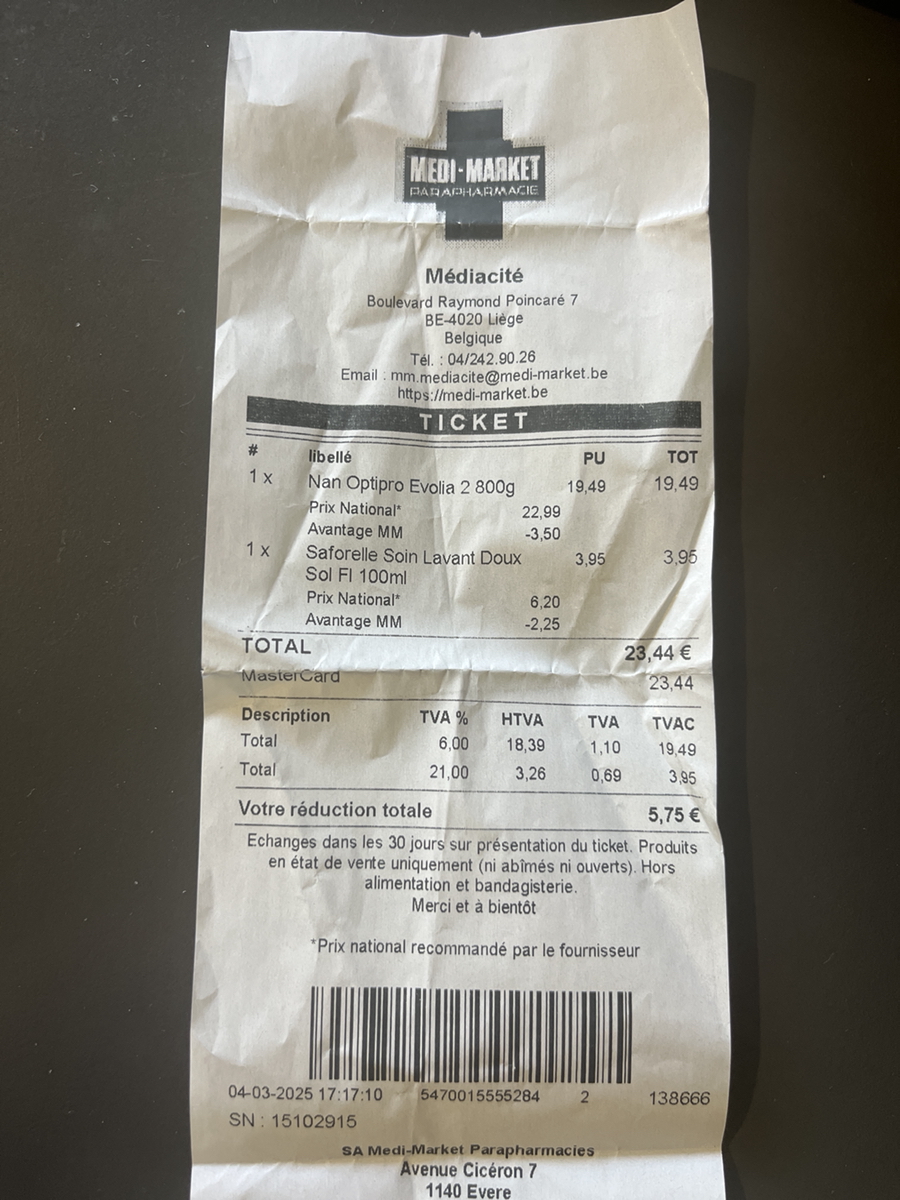 MEDI-MARKET
PARAPHARMACIE
Médiacité
Boulevard Raymond Poincaré 7
BE-4020 Liège
Belgique
Tél. : 04/242.90.26
Email : mm.mediacite@medi-market.be
https://medi-market.be
TICKET
# libellé PU TOT
1 x Nan Optipro Evolia 2 800g 19,49 19,49
Prix National* 22,99
Avantage MM -3,50
1 x Saforelle Soin Lavant Doux 3,95 3,95
Sol Fl 100ml
Prix National* 6,20
Avantage MM -2,25
TOTAL 23,44 €
MasterCard 23,44
Description TVA % HTVA TVA TVAC
Total 6,00 18,39 1,10 19,49
Total 21,00 3,26 0,69 3,95
Votre réduction totale 5,75 €
Echanges dans les 30 jours sur présentation du ticket. Produits
en état de vente uniquement (ni abîmés ni ouverts). Hors
alimentation et bandagisterie.
Merci et à bientôt
*Prix national recommandé par le fournisseur
04-03-2025 17:17:10 5470015555284 2 138666
SN : 15102915
SA Medi-Market Parapharmacies
Avenue Cicéron 7
1140 Evere